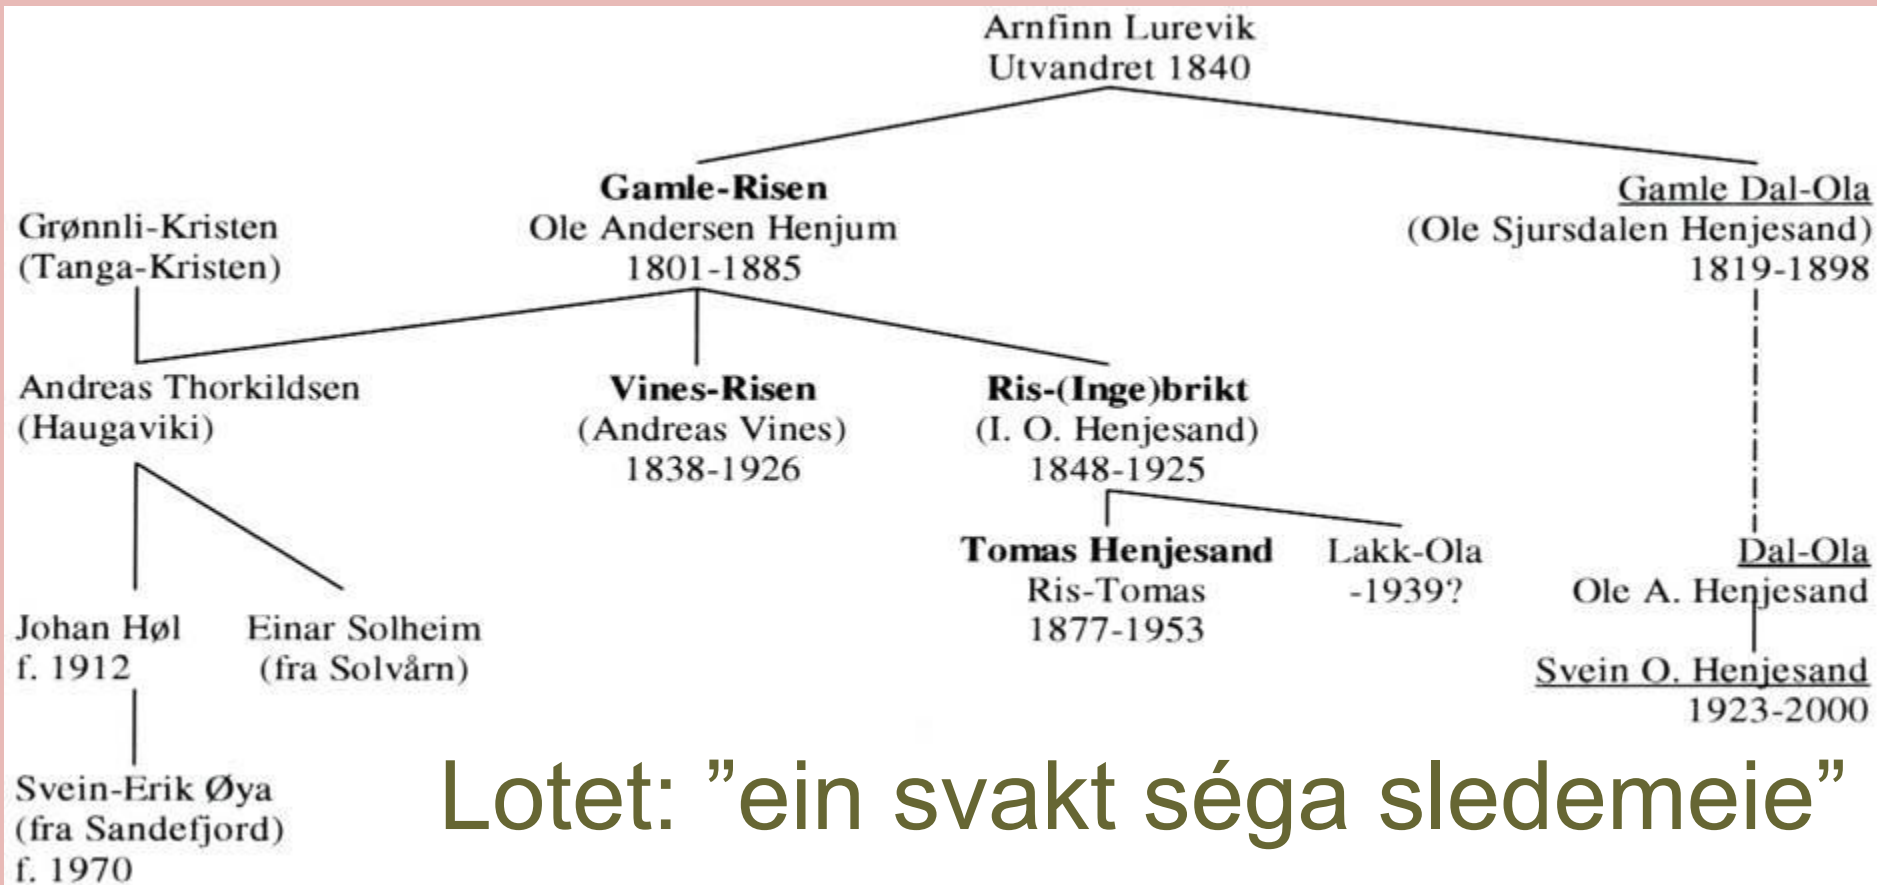 Arnfinn Lurevik
Utvandret 1840
Gamle-Risen
Ole Andersen Henjum
1801-1885
Gamle Dal-Ola
(Ole Sjursdalen Henjesand)
1819-1898
Grønnli-Kristen
(Tanga-Kristen)
Andreas Thorkildsen
(Haugaviki)
Vines-Risen
(Andreas Vines)
1838-1926
Ris-(Inge)brikt
(I. O. Henjesand)
1848-1925
Tomas Henjesand
Ris-Tomas
1877-1953
Lakk-Ola
-1939?
Dal-Ola
Ole A. Henjesand
Johan Høl
f. 1912
Einar Solheim
(fra Solvårn)
Svein O. Henjesand
1923-2000
Svein-Erik Øya
(fra Sandefjord)
f. 1970
Lotet: ”ein svakt séga sledemeie”